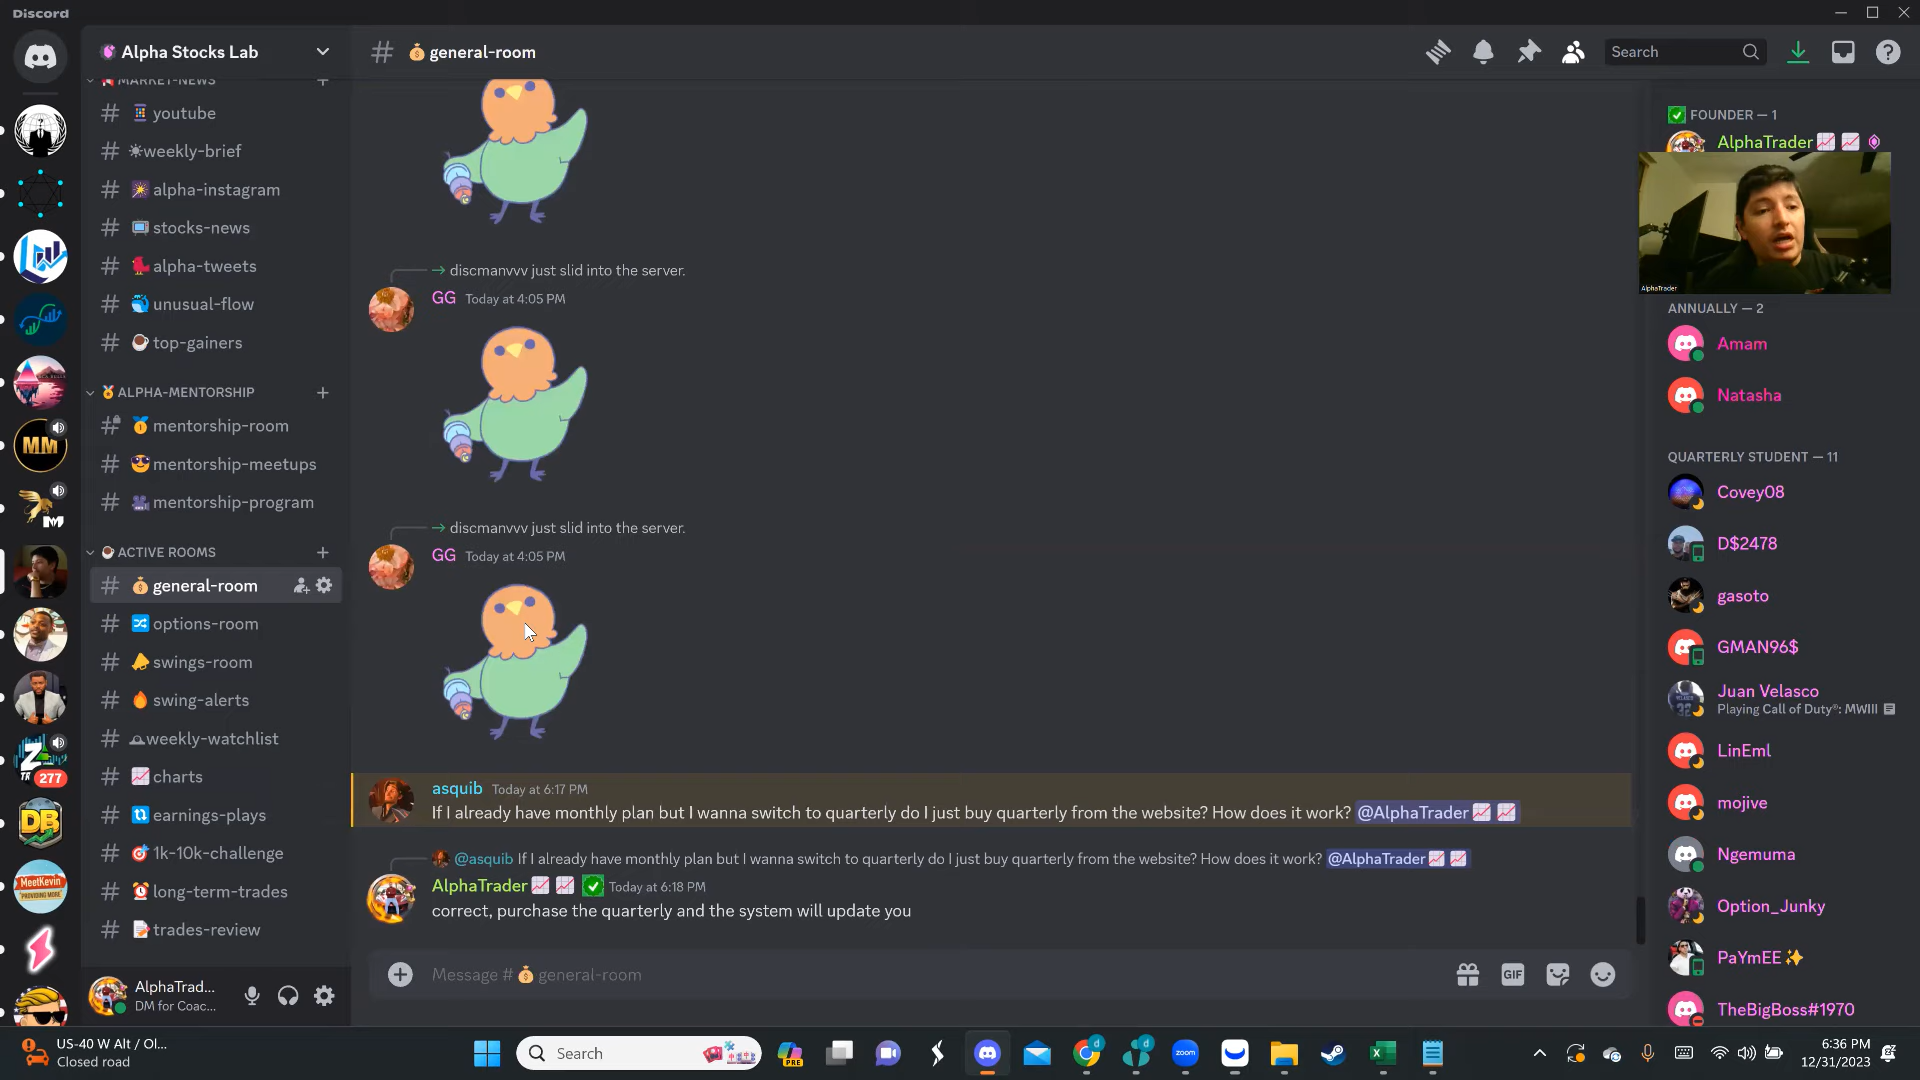 Discord
Alpha Stocks Lab
MARKET-NEWS
youtube
weekly-brief
alpha-instagram
stocks-news
alpha-tweets
unusual-flow
top-gainers
ALPHA-MENTORSHIP
mentorship-room
mentorship-meetups
mentorship-program
ACTIVE ROOMS
general-room
options-room
swings-room
swing-alerts
weekly-watchlist
charts
earnings-plays
1k-10k-challenge
long-term-trades
trades-review
AlphaTrad...
DM for Coac...
MM
277
DB
MeetKevin
general-room
Search
discmanvvv just slid into the server.
GG Today at 4:05 PM
discmanvvv just slid into the server.
GG Today at 4:05 PM
asquib Today at 6:17 PM
If I already have monthly plan but I wanna switch to quarterly do I just buy quarterly from the website? How does it work? @AlphaTrader
@asquib If I already have monthly plan but I wanna switch to quarterly do I just buy quarterly from the website? How does it work? @AlphaTrader
AlphaTrader Today at 6:18 PM
correct, purchase the quarterly and the system will update you
Message # general-room
GIF
FOUNDER — 1
AlphaTrader
AlphaTrader
ANNUALLY — 2
Amam
Natasha
QUARTERLY STUDENT — 11
Covey08
D$2478
gasoto
GMAN96$
Juan Velasco
Playing Call of Duty®: MWIII
LinEml
mojive
Ngemuma
Option_Junky
PaYmEE
TheBigBoss#1970
US-40 W Alt / Ol...
Closed road
Search
PRE
zoom
6:36 PM
12/31/2023